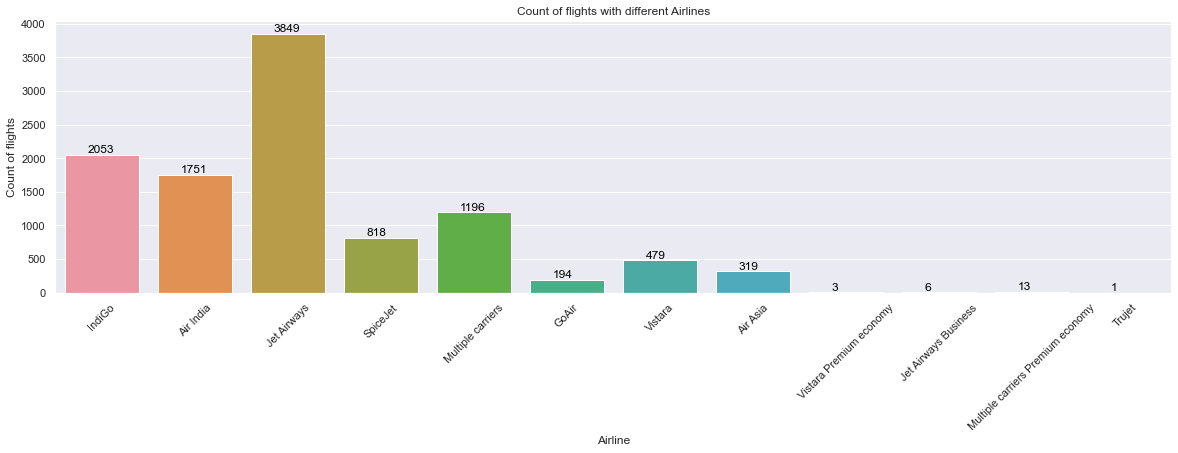 Count of flights with different Airlines
Count of flights
4000
3500
3000
2500
2000
1500
1000
500
0
2053
1751
3849
818
1196
194
479
319
3
6
13
1
IndiGo
Air India
Jet Airways
SpiceJet
Multiple carriers
GoAir
Vistara
Air Asia
Vistara Premium economy
Jet Airways Business
Multiple carriers Premium economy
Trujet
Airline